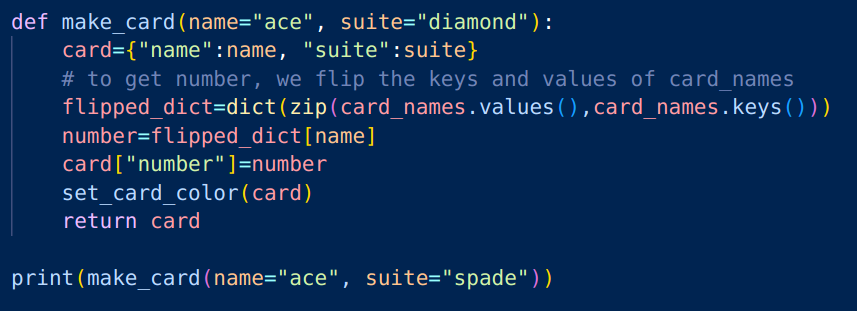 def make_card(name="ace", suite="diamond"):
    card={"name":name, "suite":suite}
    # to get number, we flip the keys and values of card_names
    flipped_dict=dict(zip(card_names.values(),card_names.keys()))
    number=flipped_dict[name]
    card["number"]=number
    set_card_color(card)
    return card

print(make_card(name="ace", suite="spade"))